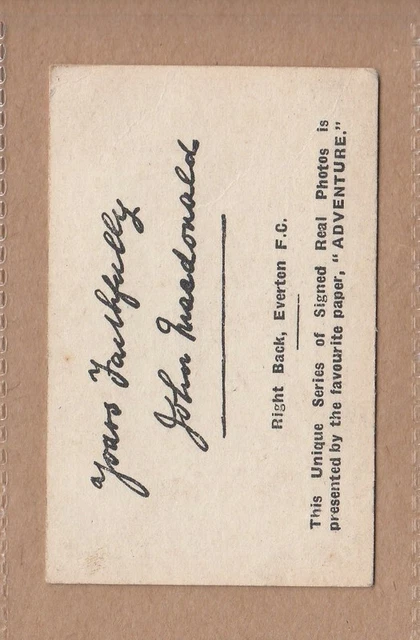 Yours Faithfully
John Macdonald
Right Back, Everton F.C.
This Unique Series of Signed Real Photos is
presented by the favourite paper, "ADVENTURE."